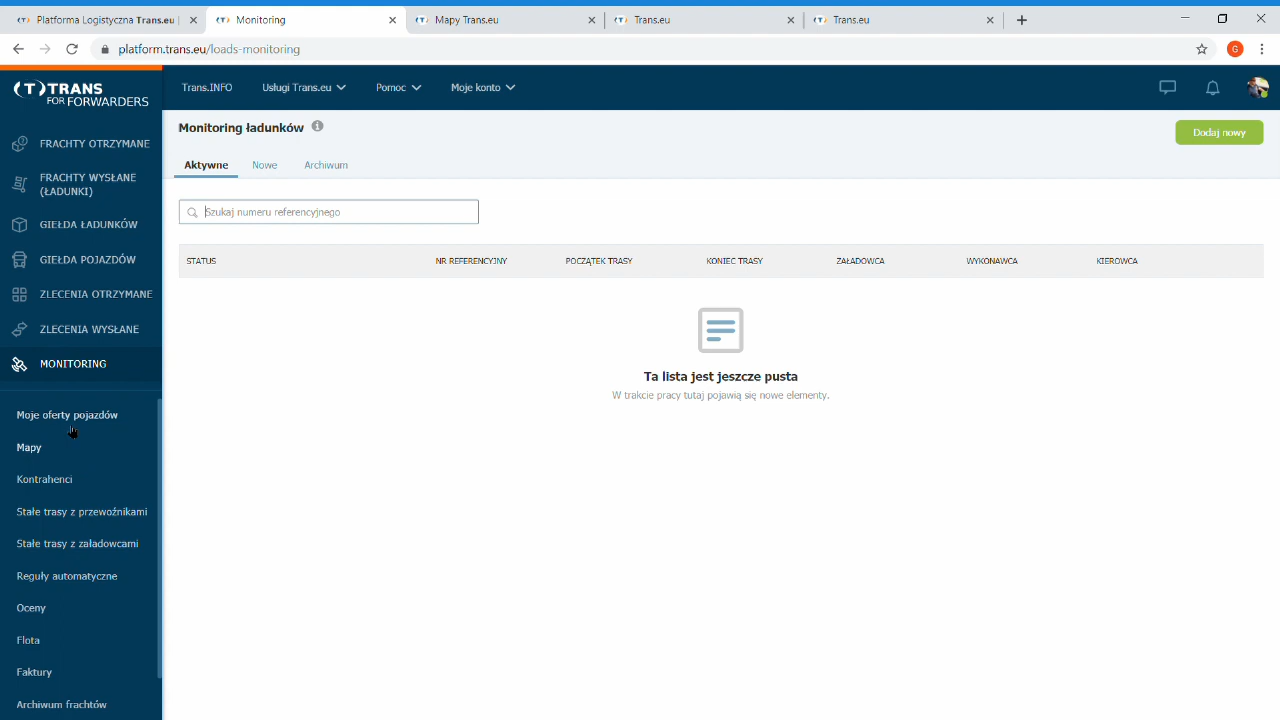 Platforma Logistyczna Trans.eu |
Monitoring
Mapy Trans.eu
Trans.eu
Trans.eu
platform.trans.eu/loads-monitoring
G
(T) TRANS
FOR FORWARDERS
Trans.INFO
Usługi Trans.eu
Pomoc
Moje konto
FRACHTY OTRZYMANE
FRACHTY WYSŁANE
(ŁADUNKI)
GIEŁDA ŁADUNKÓW
GIEŁDA POJAZDÓW
ZLECENIA OTRZYMANE
ZLECENIA WYSŁANE
MONITORING
Moje oferty pojazdów
Mapy
Kontrahenci
Stałe trasy z przewoźnikami
Stałe trasy z załadowcami
Reguły automatyczne
Oceny
Flota
Faktury
Archiwum frachtów
Monitoring ładunków
Dodaj nowy
Aktywne
Nowe
Archiwum
Szukaj numeru referencyjnego
STATUS
NR REFERENCYJNY
POCZĄTEK TRASY
KONIEC TRASY
ZAŁADOWCA
WYKONAWCA
KIEROWCA
Ta lista jest jeszcze pusta
W trakcie pracy tutaj pojawią się nowe elementy.